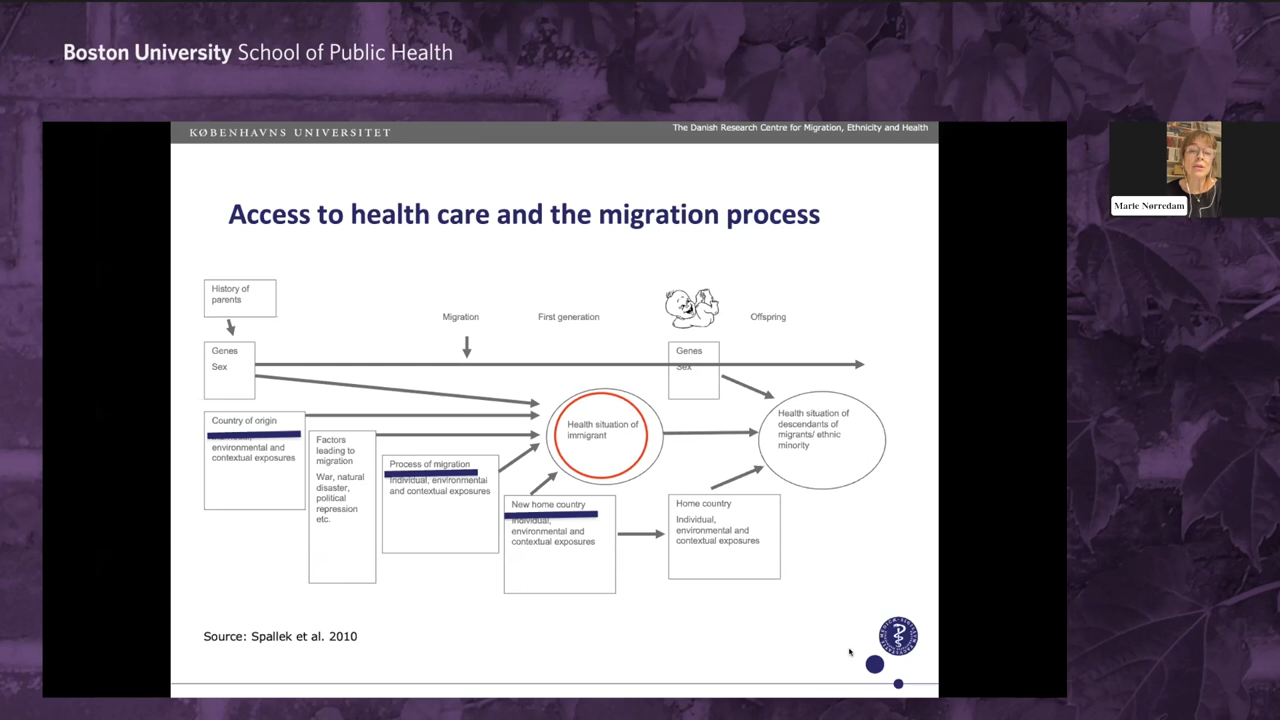 Boston University School of Public Health
KØBENHAVNS UNIVERSITET
The Danish Research Centre for Migration, Ethnicity and Health
Marie Nørredam
Access to health care and the migration process
History of
parents
Migration
First generation
Offspring
Genes
Sex
Genes
Sex
Country of origin
environmental and
contextual exposures
Factors
leading to
migration
War, natural
disaster,
political
repression
etc.
Process of migration
Individual, environmental
and contextual exposures
New home country
Individual,
environmental and
contextual exposures
Health situation of
immigrant
Home country
Individual,
environmental and
contextual exposures
Health situation of
descendants of
migrants/ ethnic
minority
Source: Spallek et al. 2010